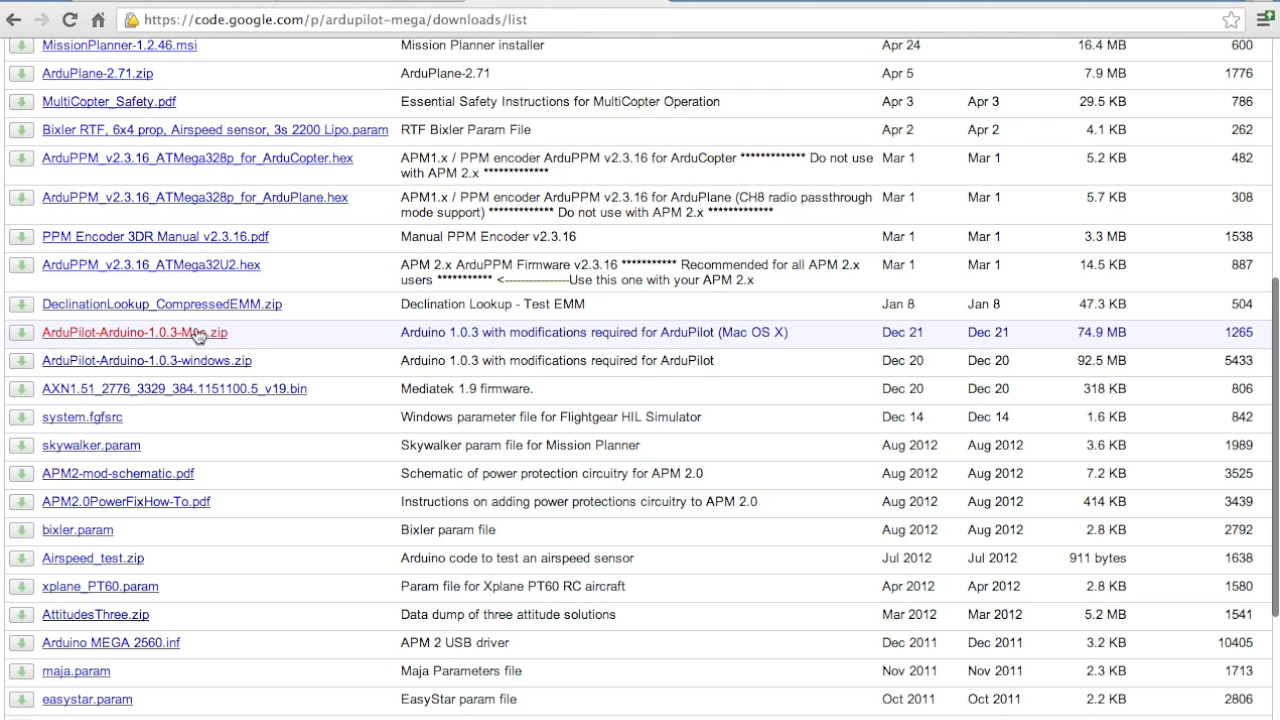 https://code.google.com/p/ardupilot-mega/downloads/list
MissionPlanner-1.2.46.msi Mission Planner installer Apr 24 16.4 MB 600
ArduPlane-2.71.zip ArduPlane-2.71 Apr 5 7.9 MB 1776
MultiCopter_Safety.pdf Essential Safety Instructions for MultiCopter Operation Apr 3 Apr 3 29.5 KB 786
Bixler RTF, 6x4 prop, Airspeed sensor, 3s 2200 Lipo.param RTF Bixler Param File Apr 2 4.1 KB 262
ArduPPM_v2.3.16_ATMega328p_for_ArduCopter.hex APM1.x / PPM encoder ArduPPM v2.3.16 for ArduCopter ************* Do not use Mar 1 Mar 1 5.2 KB 482
with APM 2.x *************
ArduPPM_v2.3.16_ATMega328p_for_ArduPlane.hex APM1.x / PPM encoder ArduPPM v2.3.16 for ArduPlane (CH8 radio passthrough Mar 1 Mar 1 5.7 KB 308
mode support) ************* Do not use with APM 2.x *************
PPM Encoder 3DR Manual v2.3.16.pdf Manual PPM Encoder v2.3.16 Mar 1 Mar 1 3.3 MB 1538
ArduPPM_v2.3.16_ATMega32U2.hex APM 2.x ArduPPM Firmware v2.3.16 *********** Recommended for all APM 2.x Mar 1 Mar 1 14.5 KB 887
users *********** <----------------Use this one with your APM 2.x
DeclinationLookup_CompressedEMM.zip Declination Lookup - Test EMM Jan 8 Jan 8 47.3 KB 504
ArduPilot-Arduino-1.0.3-Mac.zip Arduino 1.0.3 with modifications required for ArduPilot (Mac OS X) Dec 21 Dec 21 74.9 MB 1265
ArduPilot-Arduino-1.0.3-windows.zip Arduino 1.0.3 with modifications required for ArduPilot Dec 20 Dec 20 92.5 MB 5433
AXN1.51_2776_3329_384.1151100.5_v19.bin Mediatek 1.9 firmware. Dec 20 Dec 20 318 KB 806
system.fgfsrc Windows parameter file for Flightgear HIL Simulator Dec 14 Dec 14 1.6 KB 842
skywalker.param Skywalker param file for Mission Planner Aug 2012 Aug 2012 3.6 KB 1989
APM2-mod-schematic.pdf Schematic of power protection circuitry for APM 2.0 Aug 2012 Aug 2012 7.2 KB 3525
APM2.0PowerFixHow-To.pdf Instructions on adding power protections circuitry to APM 2.0 Aug 2012 Aug 2012 414 KB 3439
bixler.param Bixler param file Aug 2012 Aug 2012 2.8 KB 2792
Airspeed_test.zip Arduino code to test an airspeed sensor Jul 2012 Jul 2012 911 bytes 1638
xplane_PT60.param Param file for Xplane PT60 RC aircraft Apr 2012 Apr 2012 2.8 KB 1580
AttitudesThree.zip Data dump of three attitude solutions Mar 2012 Mar 2012 5.2 MB 1541
Arduino MEGA 2560.inf APM 2 USB driver Dec 2011 Dec 2011 3.2 KB 10405
maja.param Maja Parameters file Nov 2011 Nov 2011 2.3 KB 1713
easystar.param EasyStar param file Oct 2011 Oct 2011 2.2 KB 2806